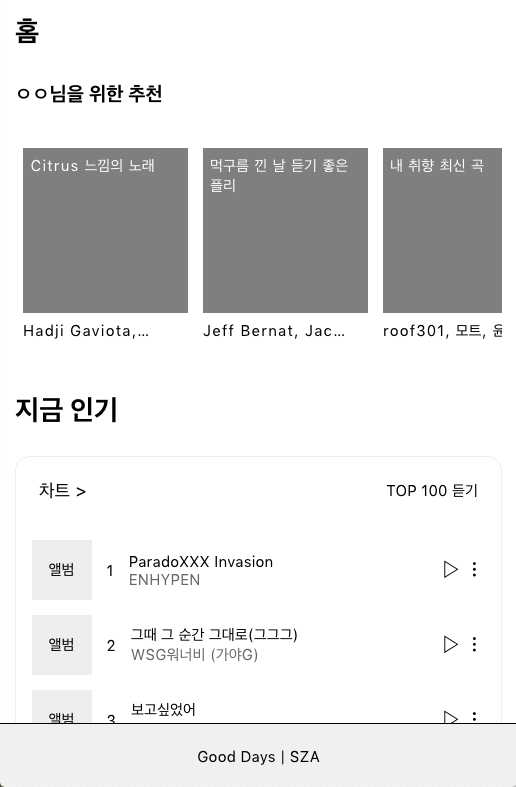 홈
ㅇㅇ님을 위한 추천
Citrus 느낌의 노래
먹구름 낀 날 듣기 좋은
플리
내 취향 최신 곡
Hadji Gaviota,...
Jeff Bernat, Jac...
roof301, 모트, 윤
지금 인기
차트 >
TOP 100 듣기
앨범
1
ParadoXXX Invasion
ENHYPEN
앨범
2
그때 그 순간 그대로(그그그)
WSG워너비 (가야G)
앨범
3
보고싶었어
Good Days | SZA